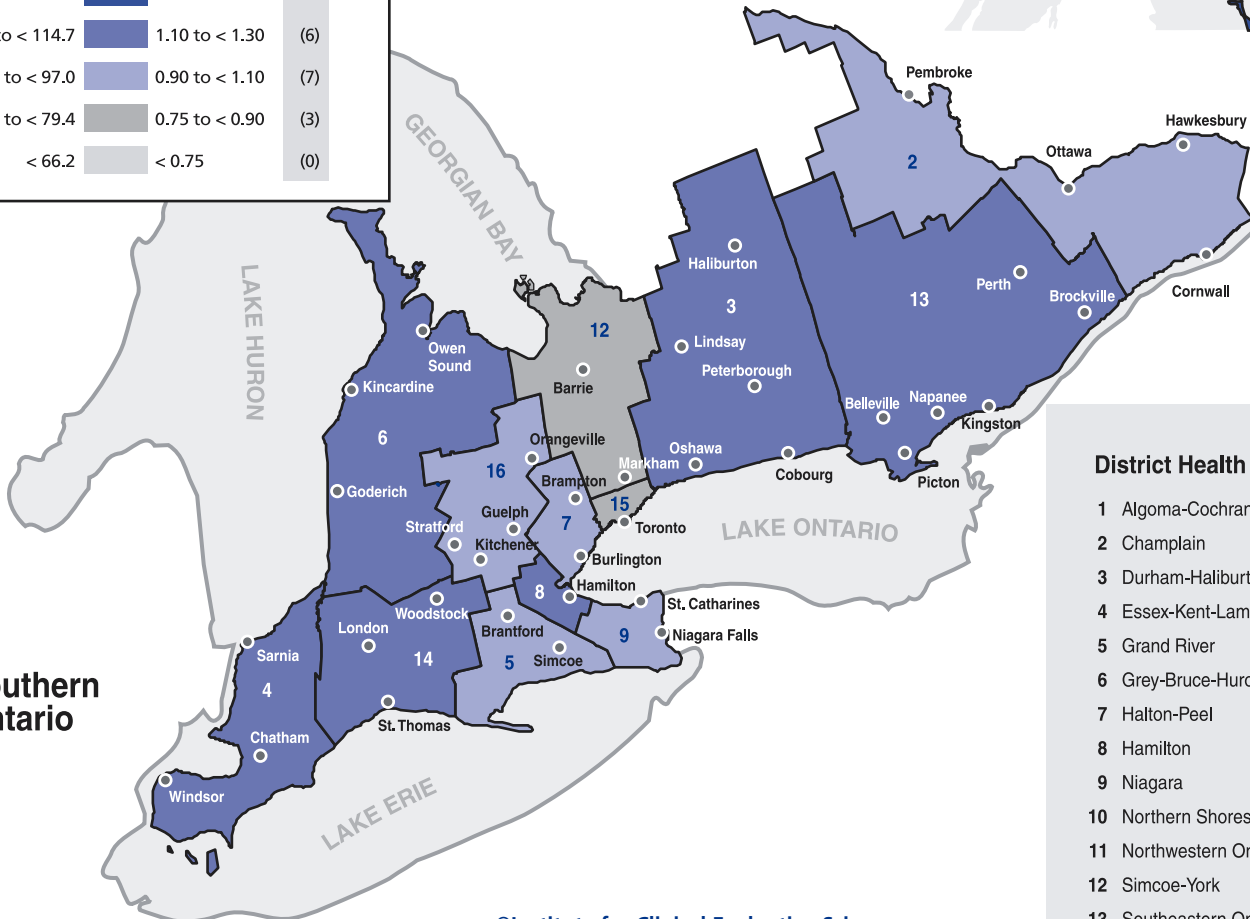 to < 114.7 1.10 to < 1.30 (6)
to < 97.0 0.90 to < 1.10 (7)
to < 79.4 0.75 to < 0.90 (3)
< 66.2 < 0.75 (0)
Pembroke
Hawkesbury
Ottawa
2
GEORGIAN BAY
LAKE HURON
Haliburton
Perth
Brockville
Cornwall
13
3
12
Owen
Sound
Lindsay
Kincardine
Barrie
Peterborough
Belleville
Napanee
Kingston
6
Orangeville
Oshawa
Markham
Cobourg
Picton
16
Brampton
Goderich
15
Guelph
Stratford
7
Toronto
LAKE ONTARIO
Kitchener
Burlington
Hamilton
8
St. Catharines
Woodstock
London
Brantford
9
Niagara Falls
Sarnia
14
5
Simcoe
4
St. Thomas
Chatham
Windsor
LAKE ERIE
District Health
1 Algoma-Cochran
2 Champlain
3 Durham-Haliburt
4 Essex-Kent-Lam
5 Grand River
6 Grey-Bruce-Huro
7 Halton-Peel
8 Hamilton
9 Niagara
10 Northern Shores
11 Northwestern On
12 Simcoe-York